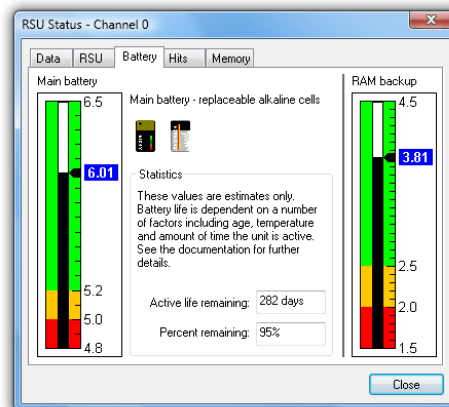 RSU Status - Channel 0
Data RSU Battery Hits Memory
Main battery
6.5
6.01
5.2
5.0
4.8
Main battery - replaceable alkaline cells
Statistics
These values are estimates only.
Battery life is dependent on a number
of factors including age, temperature
and amount of time the unit is active.
See the documentation for further
details.
Active life remaining: 282 days
Percent remaining: 95%
RAM backup
4.5
3.81
2.5
2.0
1.5
Close